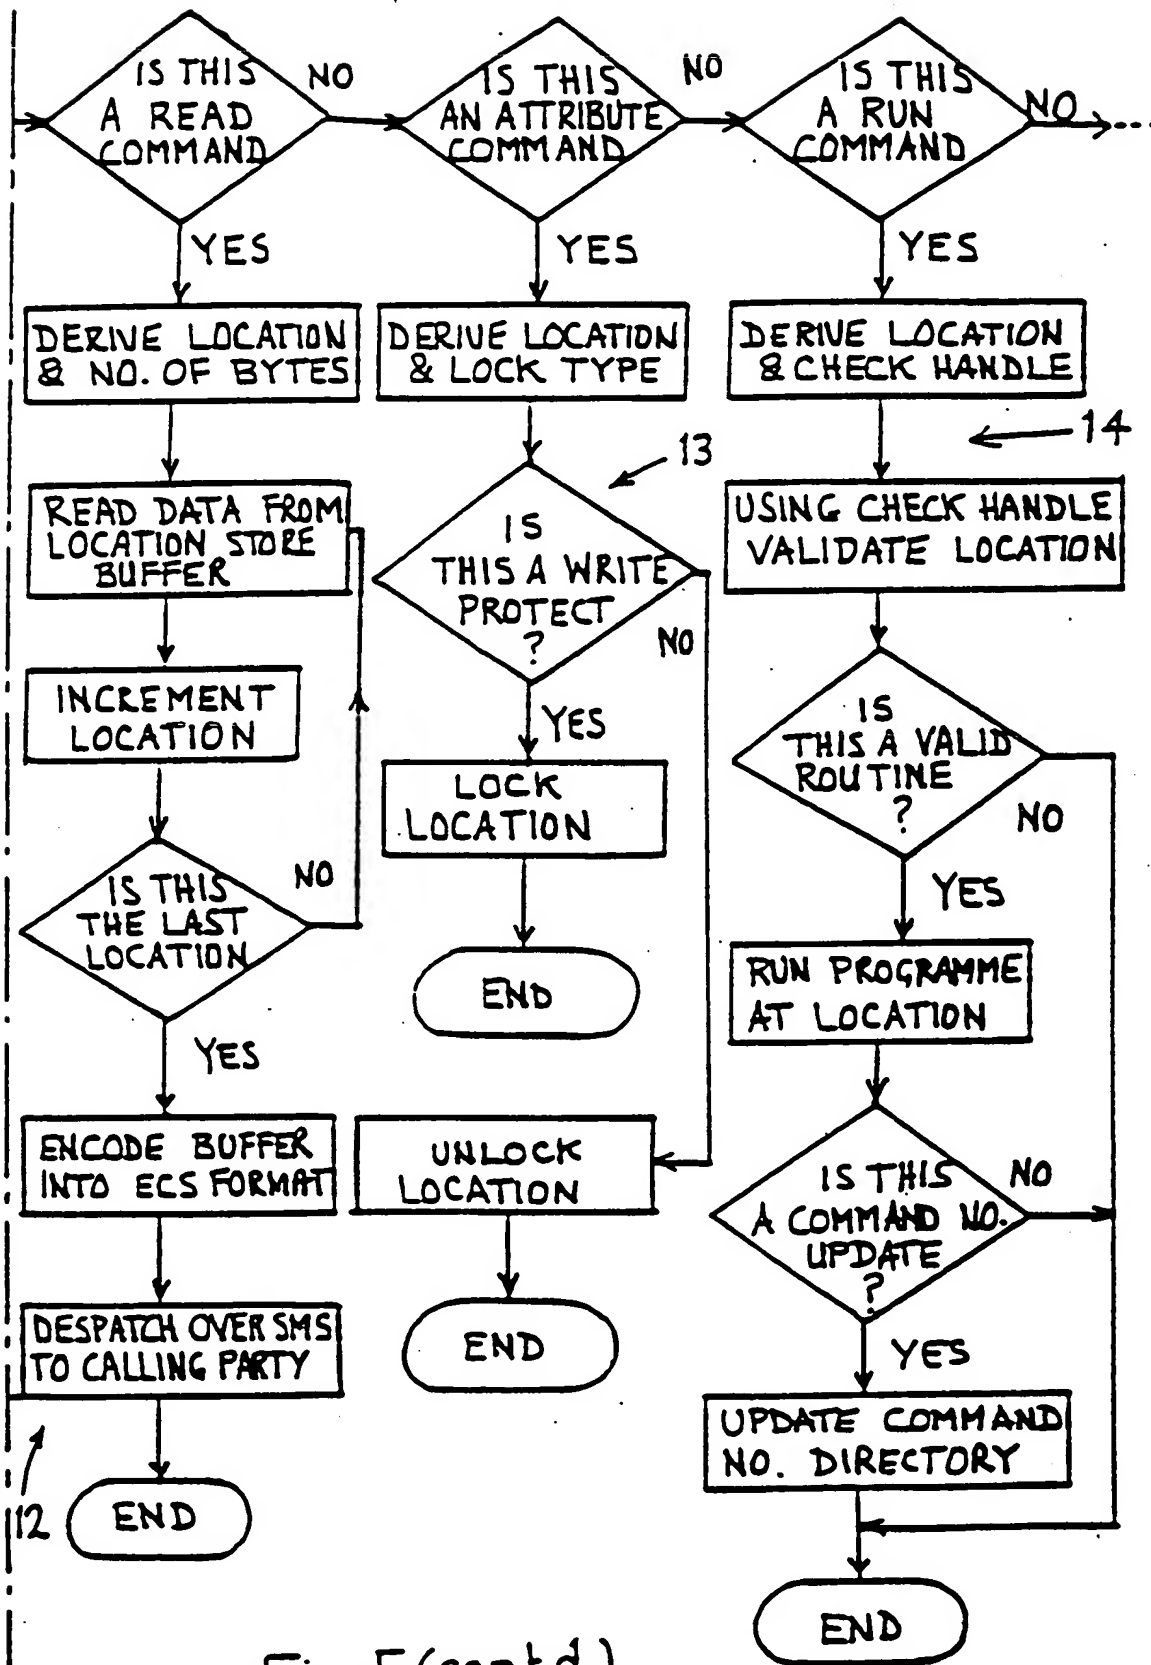 IS THIS
A READ
COMMAND
NO
IS THIS
AN ATTRIBUTE
COMMAND
NO
IS THIS
A RUN
COMMAND
NO
YES
YES
YES
DERIVE LOCATION
& NO. OF BYTES
DERIVE LOCATION
& LOCK TYPE
DERIVE LOCATION
& CHECK HANDLE
13
14
READ DATA FROM
LOCATION STORE
BUFFER
IS
THIS A WRITE
PROTECT
?
NO
USING CHECK HANDLE
VALIDATE LOCATION
INCREMENT
LOCATION
YES
LOCK
LOCATION
IS
THIS A VALID
ROUTINE
?
NO
IS THIS
THE LAST
LOCATION
NO
YES
END
YES
RUN PROGRAMME
AT LOCATION
ENCODE BUFFER
INTO ECS FORMAT
UNLOCK
LOCATION
IS THIS
A COMMAND NO.
UPDATE
?
NO
DESPATCH OVER SMS
TO CALLING PARTY
END
YES
UPDATE COMMAND
NO. DIRECTORY
12
END
END
Fig. 5 (contd.)